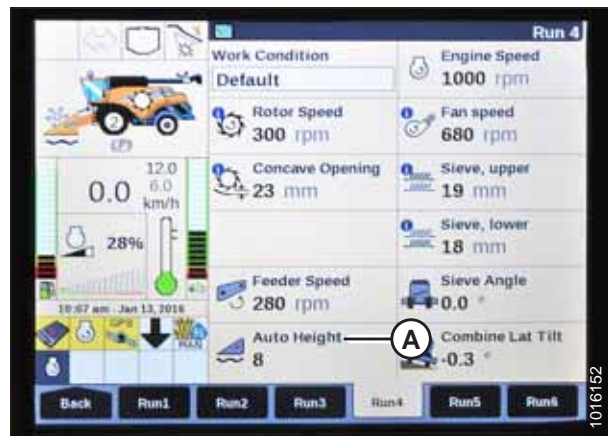 Run 4
Work Condition
Default
Engine Speed
1000 rpm
Rotor Speed
300 rpm
Fan speed
680 rpm
Concave Opening
23 mm
Sieve, upper
19 mm
Sieve, lower
18 mm
Feeder Speed
280 rpm
Sieve Angle
0.0 °
Auto Height
A
8
Combine Lat Tilt
-0.3 °
2
(P)
12.0
0.0
6.0
km/h
28%
10:07 am - Jan 13, 2016
GPS
MAN
Back
Run1
Run2
Run3
Run4
Run5
Run6
1016152